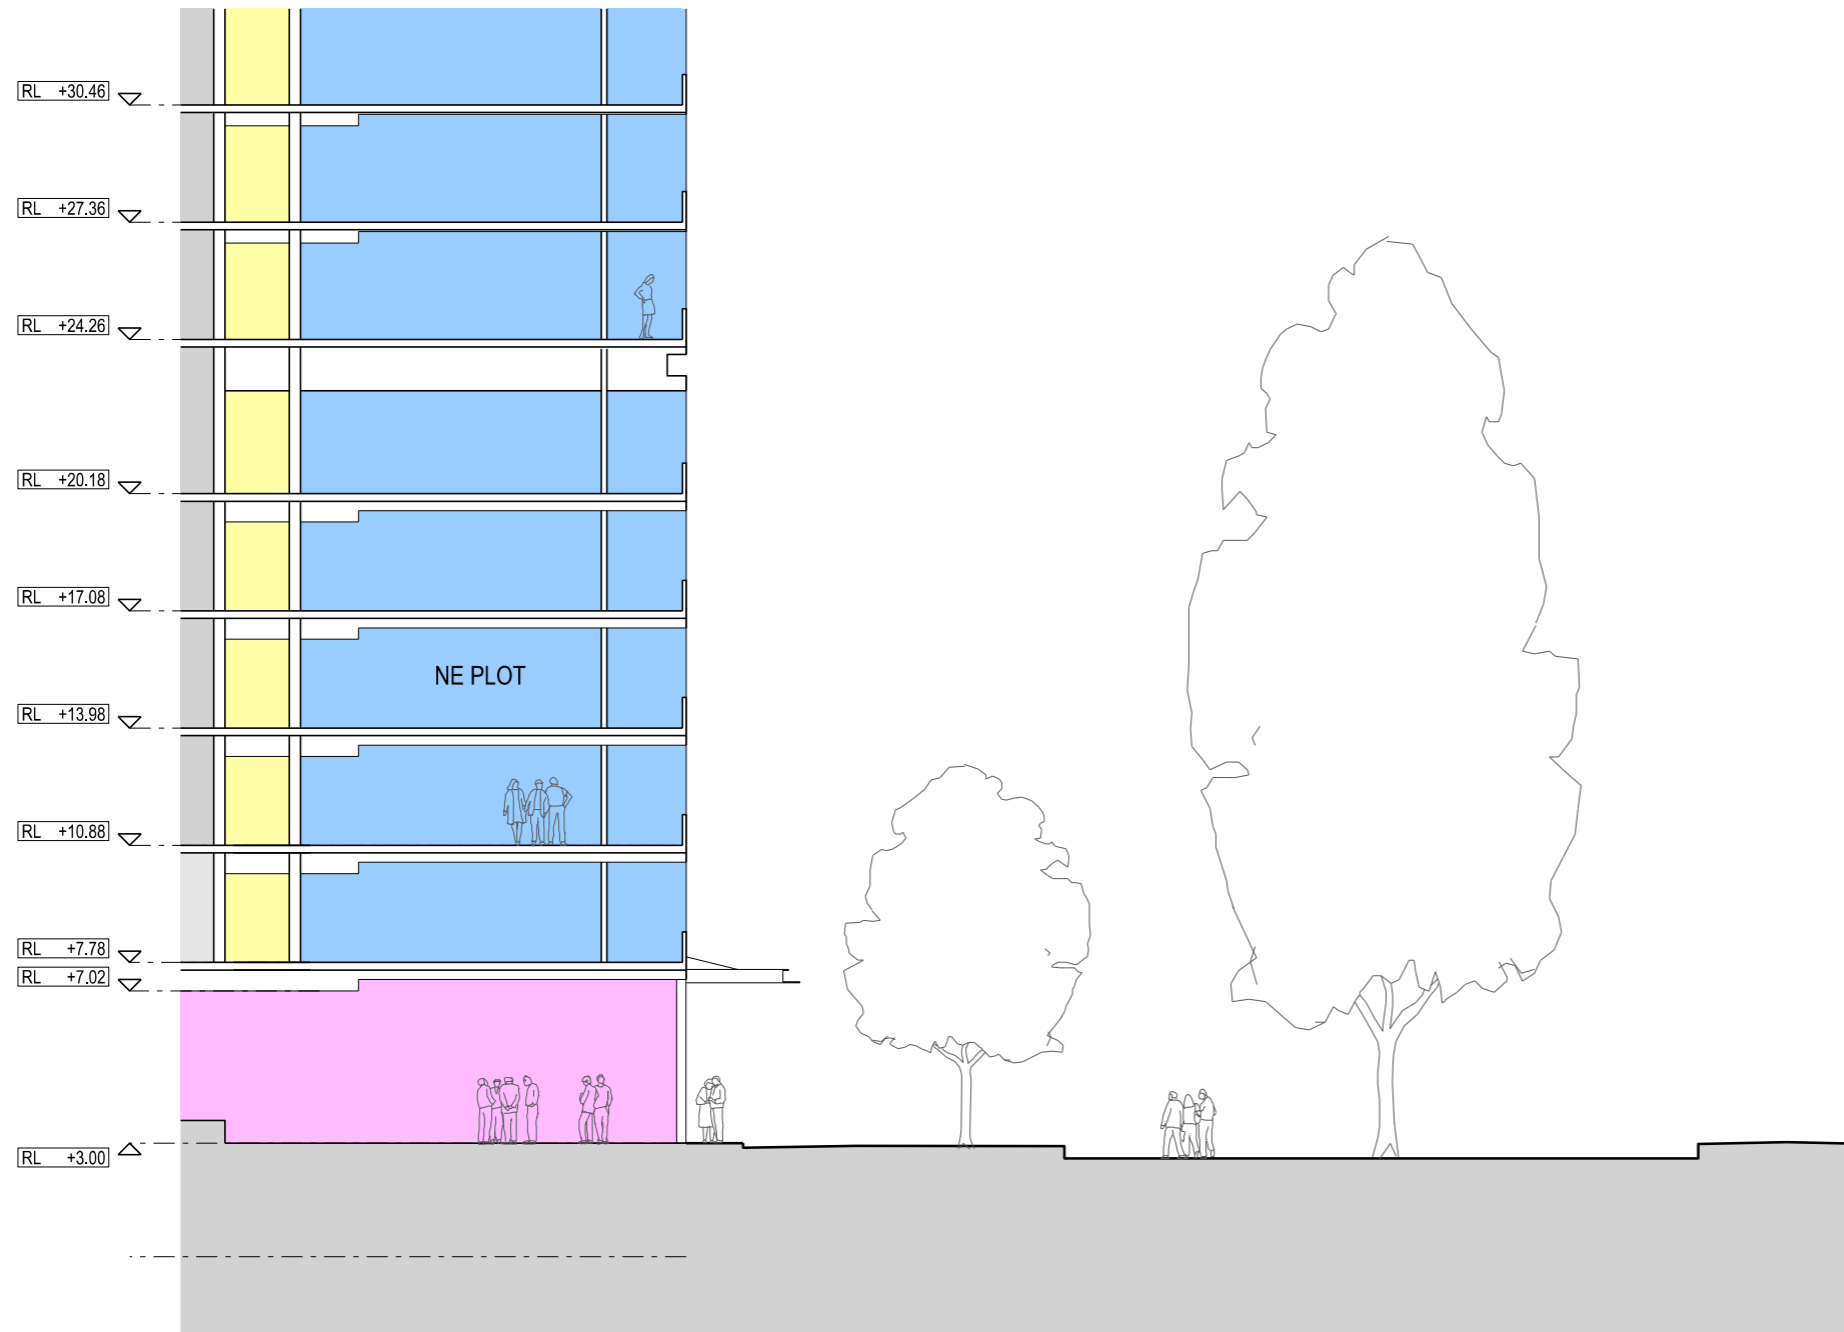 RL +30.46
RL +27.36
RL +24.26
RL +20.18
RL +17.08
NE PLOT
RL +13.98
RL +10.88
RL +7.78
RL +7.02
RL +3.00